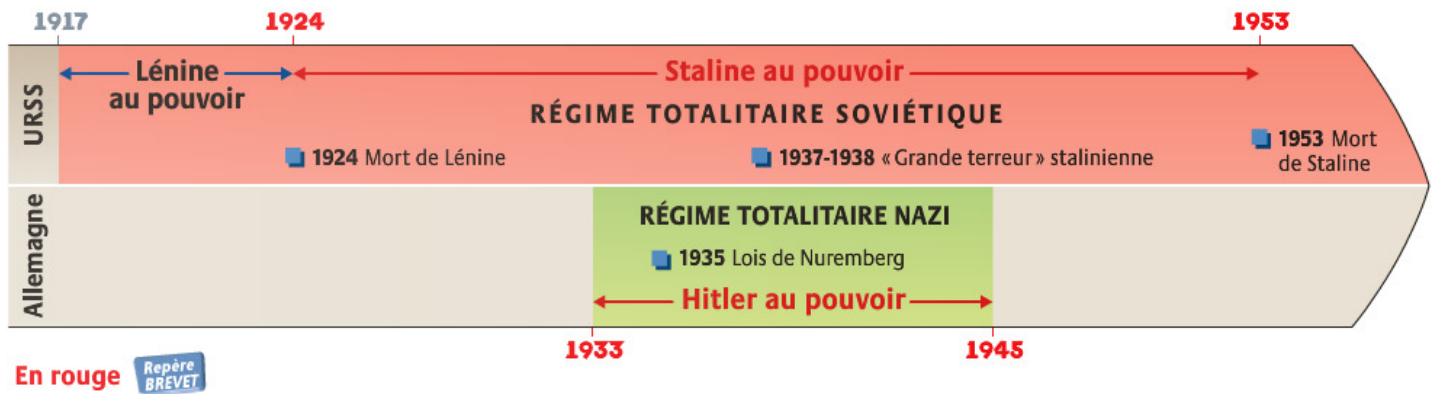 1917
1924
1953
URSS
Lénine
au pouvoir
Staline au pouvoir
RÉGIME TOTALITAIRE SOVIÉTIQUE
1924 Mort de Lénine
1937-1938 « Grande terreur » stalinienne
1953 Mort
de Staline
Allemagne
RÉGIME TOTALITAIRE NAZI
1935 Lois de Nuremberg
Hitler au pouvoir
1933
1945
En rouge
Repère
BREVET